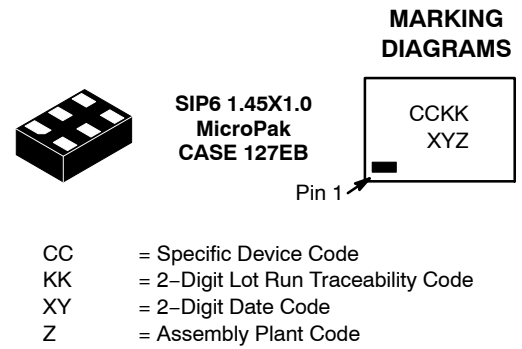 MARKING
DIAGRAMS
SIP6 1.45X1.0
MicroPak
CASE 127EB
CCKK
XYZ
Pin 1
CC = Specific Device Code
KK = 2−Digit Lot Run Traceability Code
XY = 2−Digit Date Code
Z = Assembly Plant Code